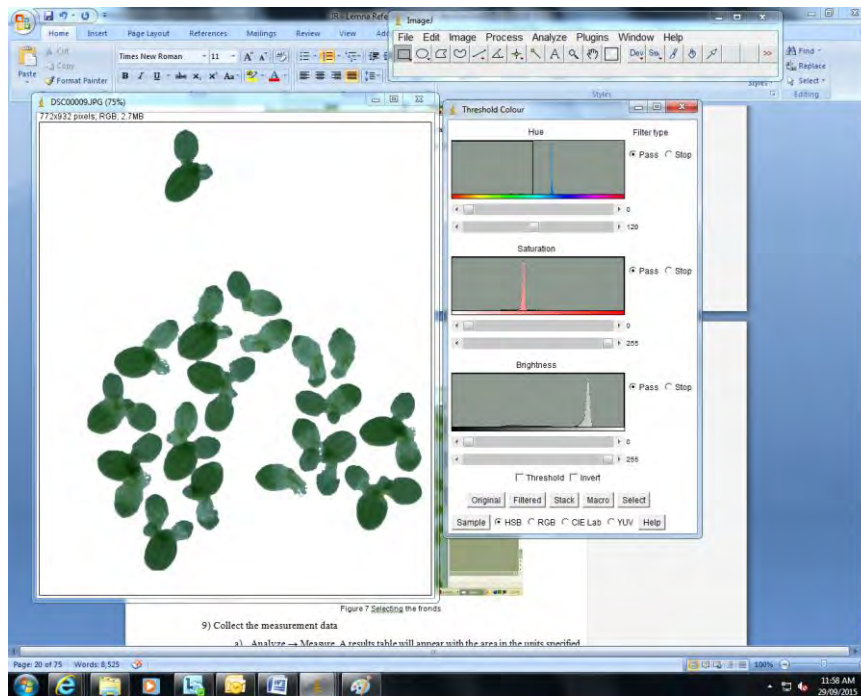 ImageJ
Home Insert Page Layout References Mailings Review View
File Edit Image Process Analyze Plugins Window Help
Cut
Copy
Paste
Format Painter
Times New Roman 11
Dev Stk
Find
Replace
Select
Styles
Editing
DSC00009.JPG (75%)
772x932 pixels; RGB; 2.7MB
Threshold Colour
Hue
Filter type
Pass Stop
0
120
Saturation
Pass Stop
0
255
Brightness
Pass Stop
0
255
Threshold Invert
Original Filtered Stack Macro Select
Sample HSB RGB CIE Lab YUV Help
Figure 7 Selecting the fronds
9) Collect the measurement data
a) Analyze → Measure. A results table will appear with the area in the units specified
Page: 20 of 75 Words: 8,525
100%
11:58 AM
29/09/2015